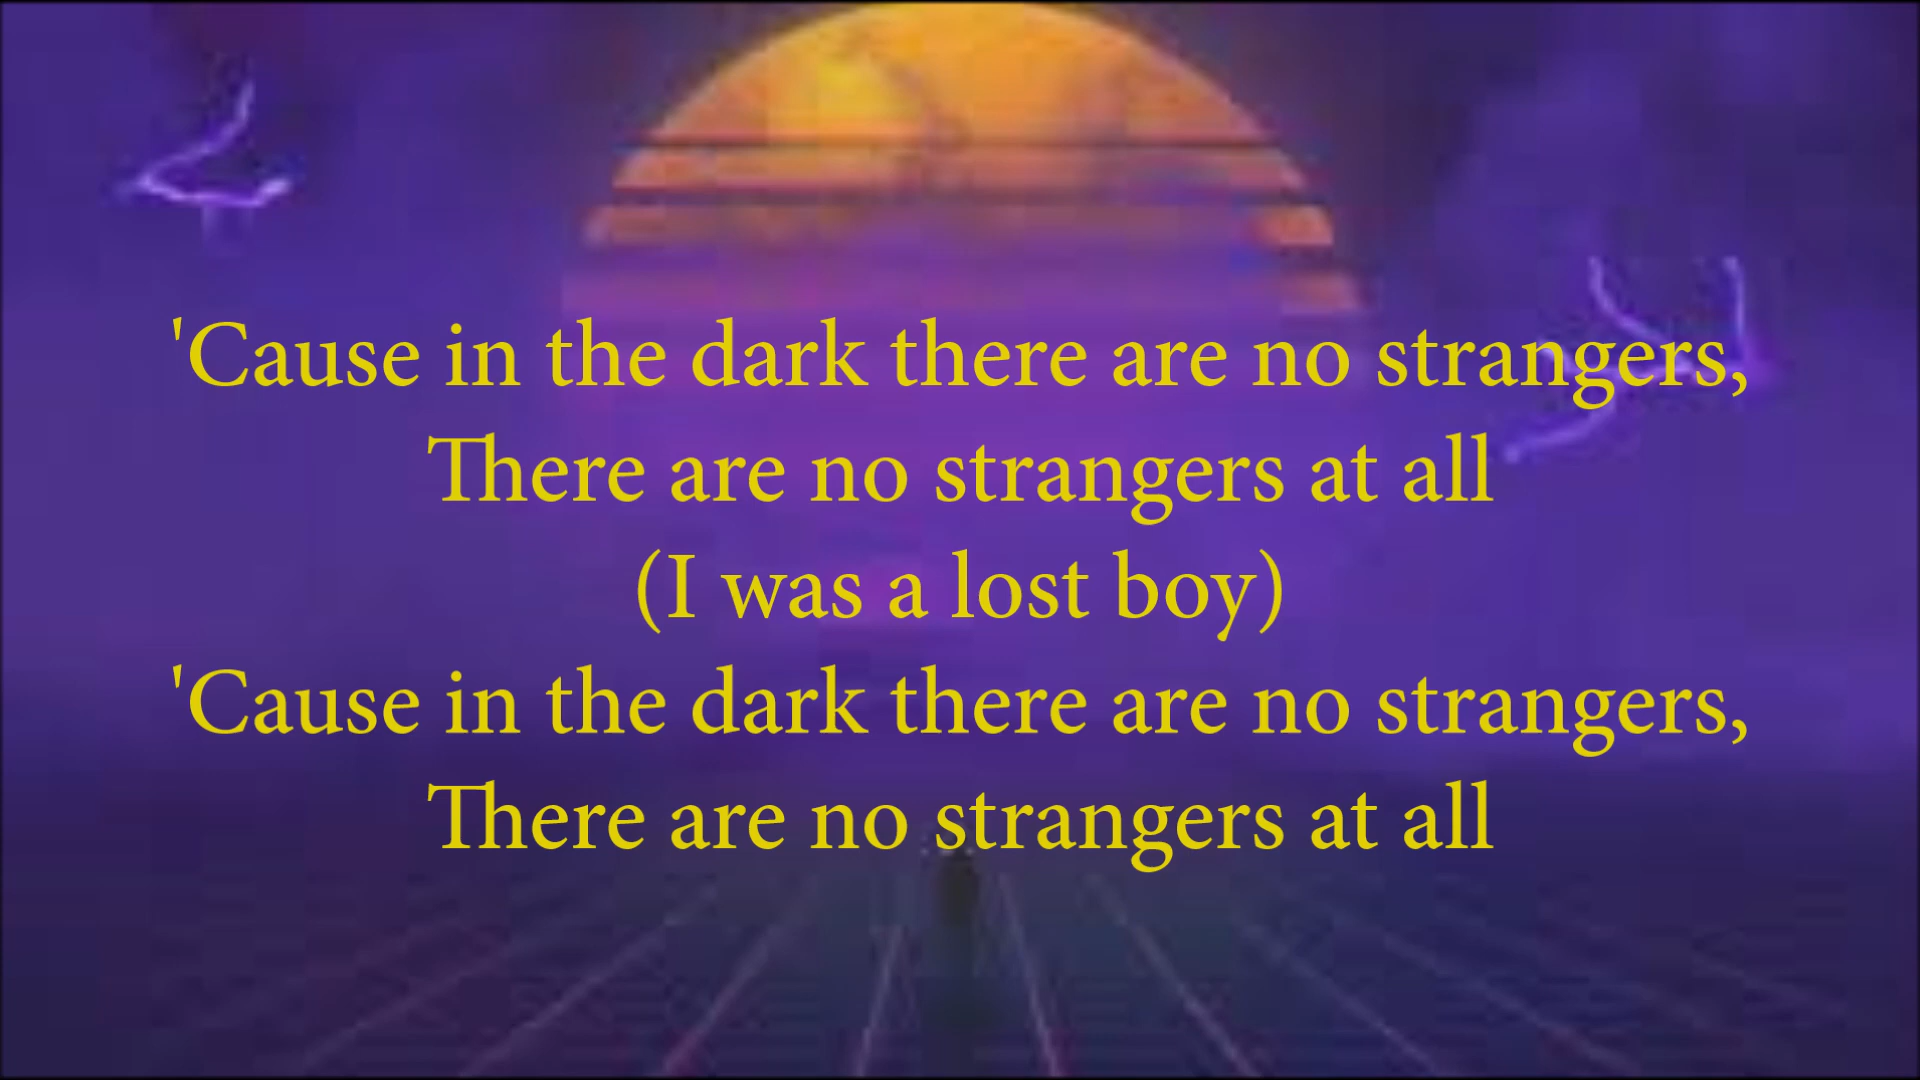 'Cause in the dark there are no strangers,
There are no strangers at all
(I was a lost boy)
'Cause in the dark there are no strangers,
There are no strangers at all